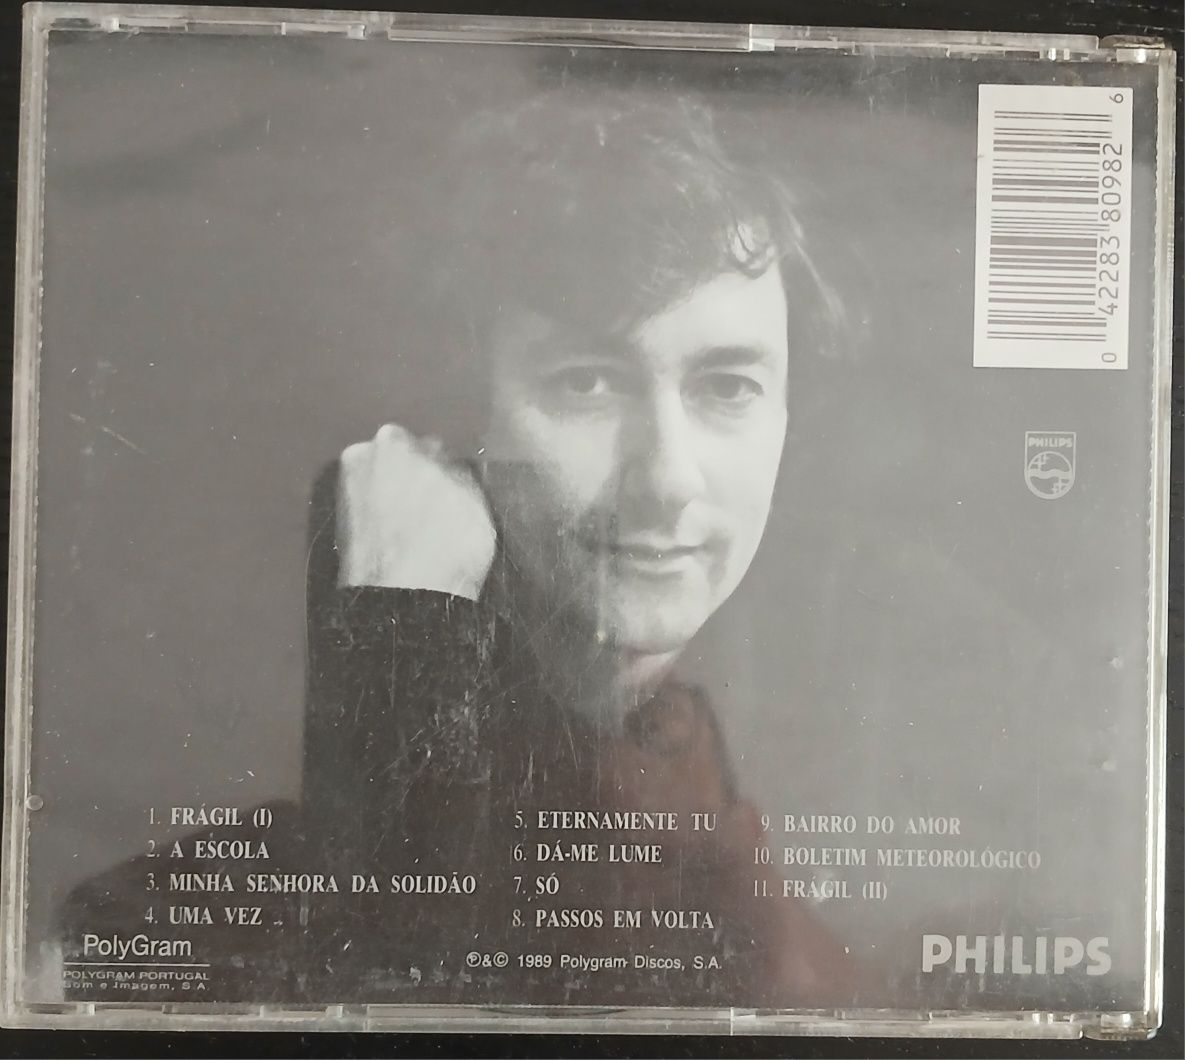 0 42283 80982 6
PHILIPS
1. FRÁGIL (I)
2. A ESCOLA
3. MINHA SENHORA DA SOLIDÃO
4. UMA VEZ
5. ETERNAMENTE TU
6. DÁ-ME LUME
7. SÓ
8. PASSOS EM VOLTA
9. BAIRRO DO AMOR
10. BOLETIM METEOROLÓGICO
11. FRÁGIL (II)
PolyGram
POLYGRAM PORTUGAL
Som e Imagem, S.A.
℗&© 1989 Polygram Discos, S.A.
PHILIPS